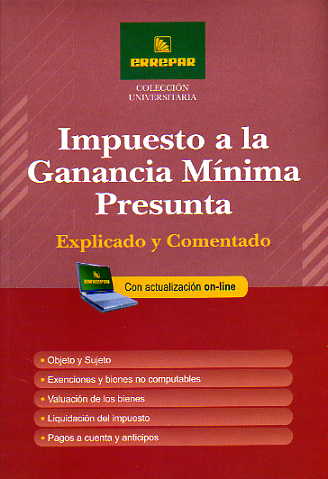 ERREPAR
COLECCIÓN
UNIVERSITARIA
Impuesto a la
Ganancia Mínima
Presunta
Explicado y Comentado
ERREPAR
Con actualización on-line
• Objeto y Sujeto
• Exenciones y bienes no computables
• Valuación de los bienes
• Liquidación del impuesto
• Pagos a cuenta y anticipos